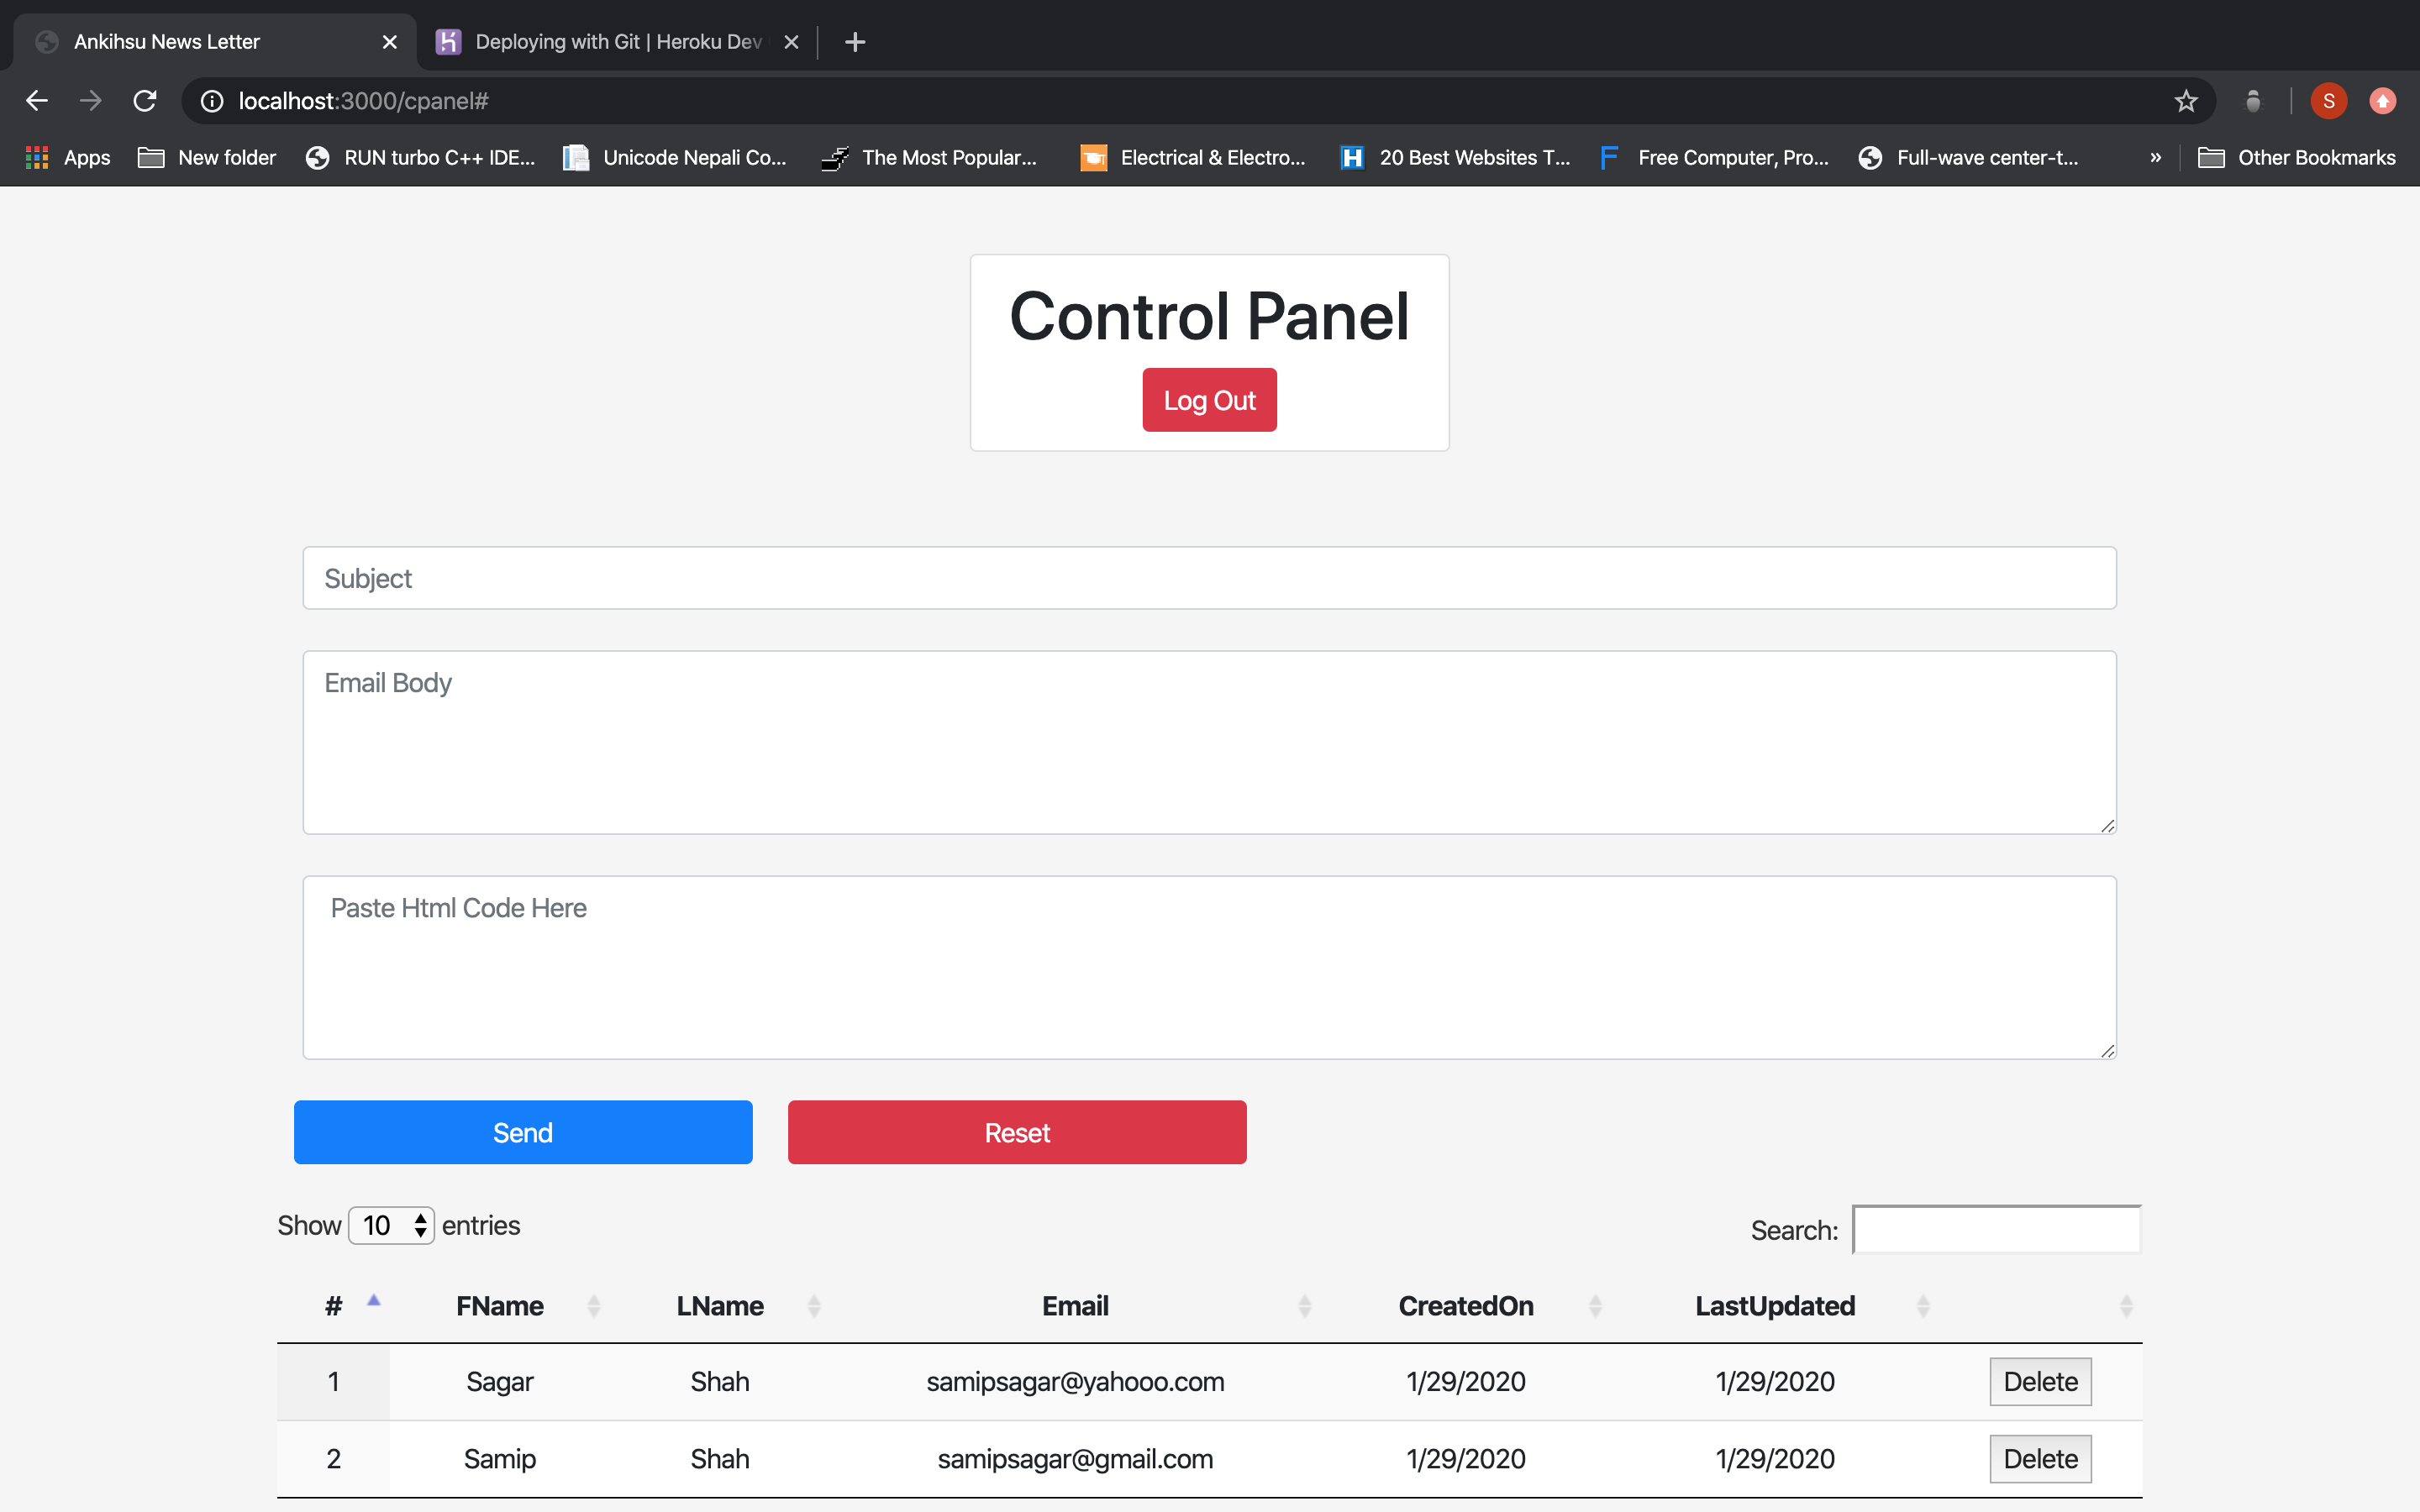 Ankihsu News Letter
Deploying with Git | Heroku Dev
localhost:3000/cpanel#
S
Apps
New folder
RUN turbo C++ IDE...
Unicode Nepali Co...
The Most Popular...
Electrical & Electro...
20 Best Websites T...
Free Computer, Pro...
Full-wave center-t...
»
Other Bookmarks
Control Panel
Log Out
Subject
Email Body
Paste Html Code Here
Send
Reset
Show 10 entries
Search:
# FName LName Email CreatedOn LastUpdated
1 Sagar Shah samipsagar@yahooo.com 1/29/2020 1/29/2020 Delete
2 Samip Shah samipsagar@gmail.com 1/29/2020 1/29/2020 Delete